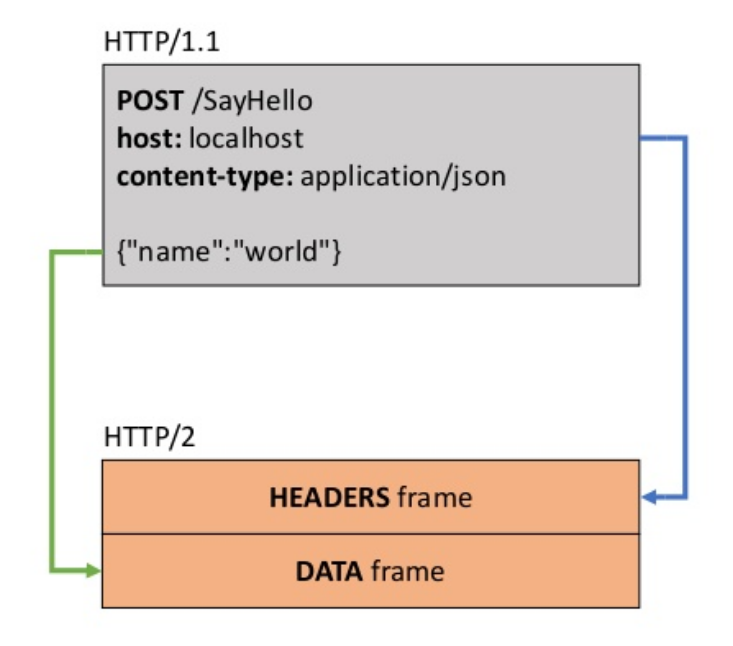 HTTP/1.1
POST /SayHello
host: localhost
content-type: application/json
{"name":"world"}
HTTP/2
HEADERS frame
DATA frame